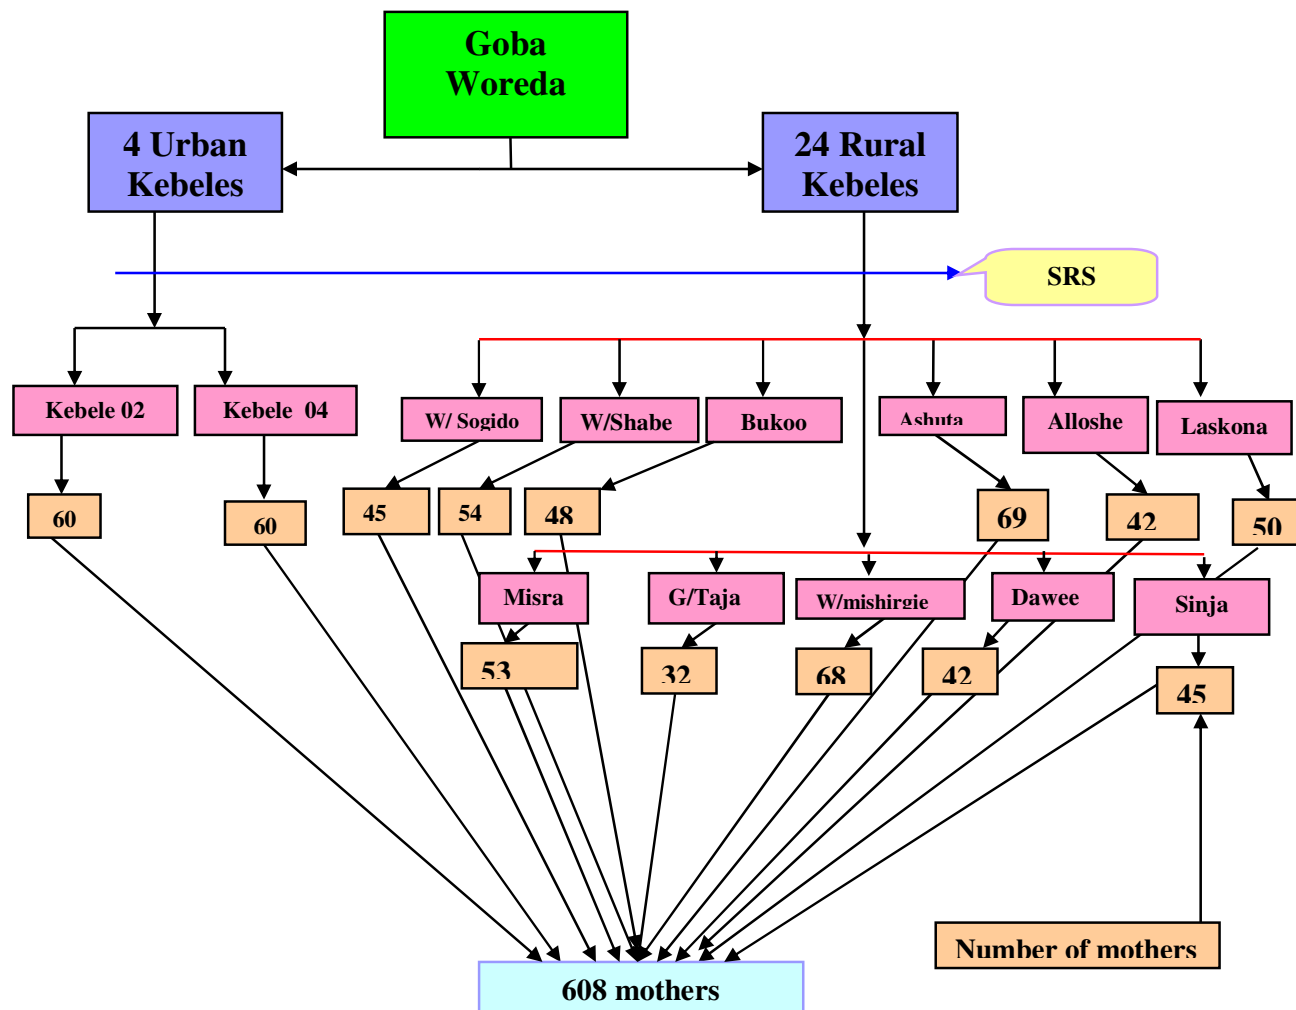 Goba
Woreda
4 Urban
Kebeles
24 Rural
Kebeles
SRS
Kebele 02
Kebele 04
W/ Sogido
W/Shabe
Bukoo
Ashuta
Alloshe
Laskona
60
60
45
54
48
69
42
50
Misra
G/Taja
W/mishirgie
Dawee
Sinja
53
32
68
42
45
Number of mothers
608 mothers